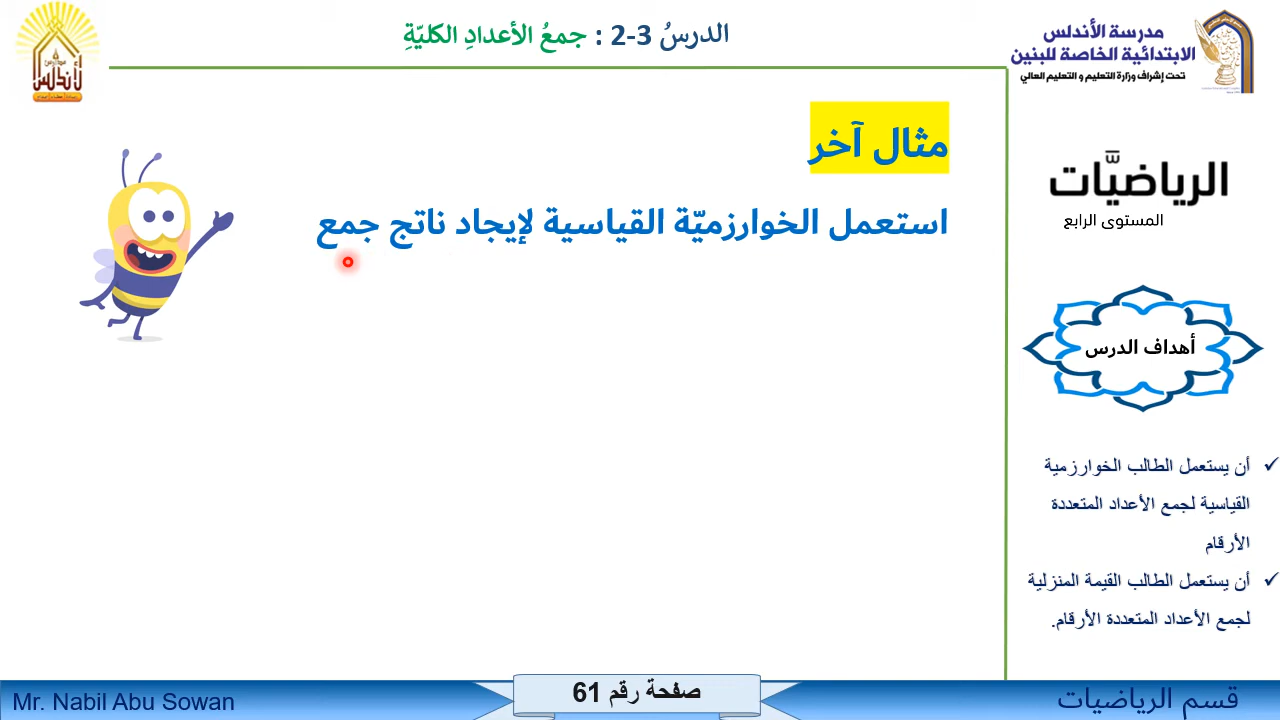 الدرسُ 3-2 : جمعُ الأعدادِ الكليّةِ
مدرسة الأندلس
الابتدائية الخاصة للبنين
تحت إشراف وزارة التعليم و التعليم العالي
الأندلس
مثال آخر
استعمل الخوارزميّة القياسية لإيجاد ناتج جمع
الرياضيَّات
المستوى الرابع
أهداف الدرس
أن يستعمل الطالب الخوارزمية
القياسية لجمع الأعداد المتعددة
الأرقام
أن يستعمل الطالب القيمة المنزلية
لجمع الأعداد المتعددة الأرقام.
قسم الرياضيات
صفحة رقم 61
Mr. Nabil Abu Sowan